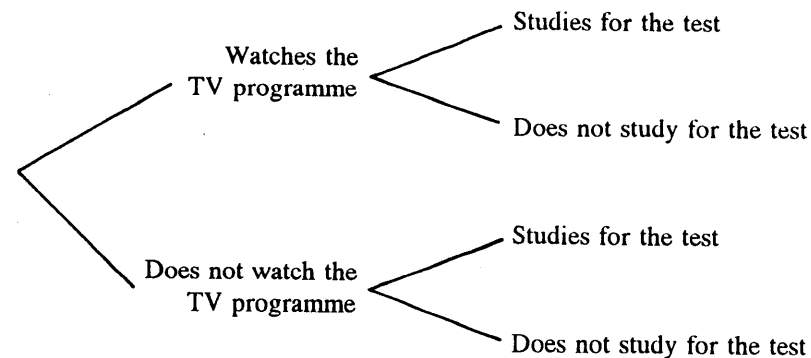 Studies for the test
Watches the
TV programme
Does not study for the test
Studies for the test
Does not watch the
TV programme
Does not study for the test